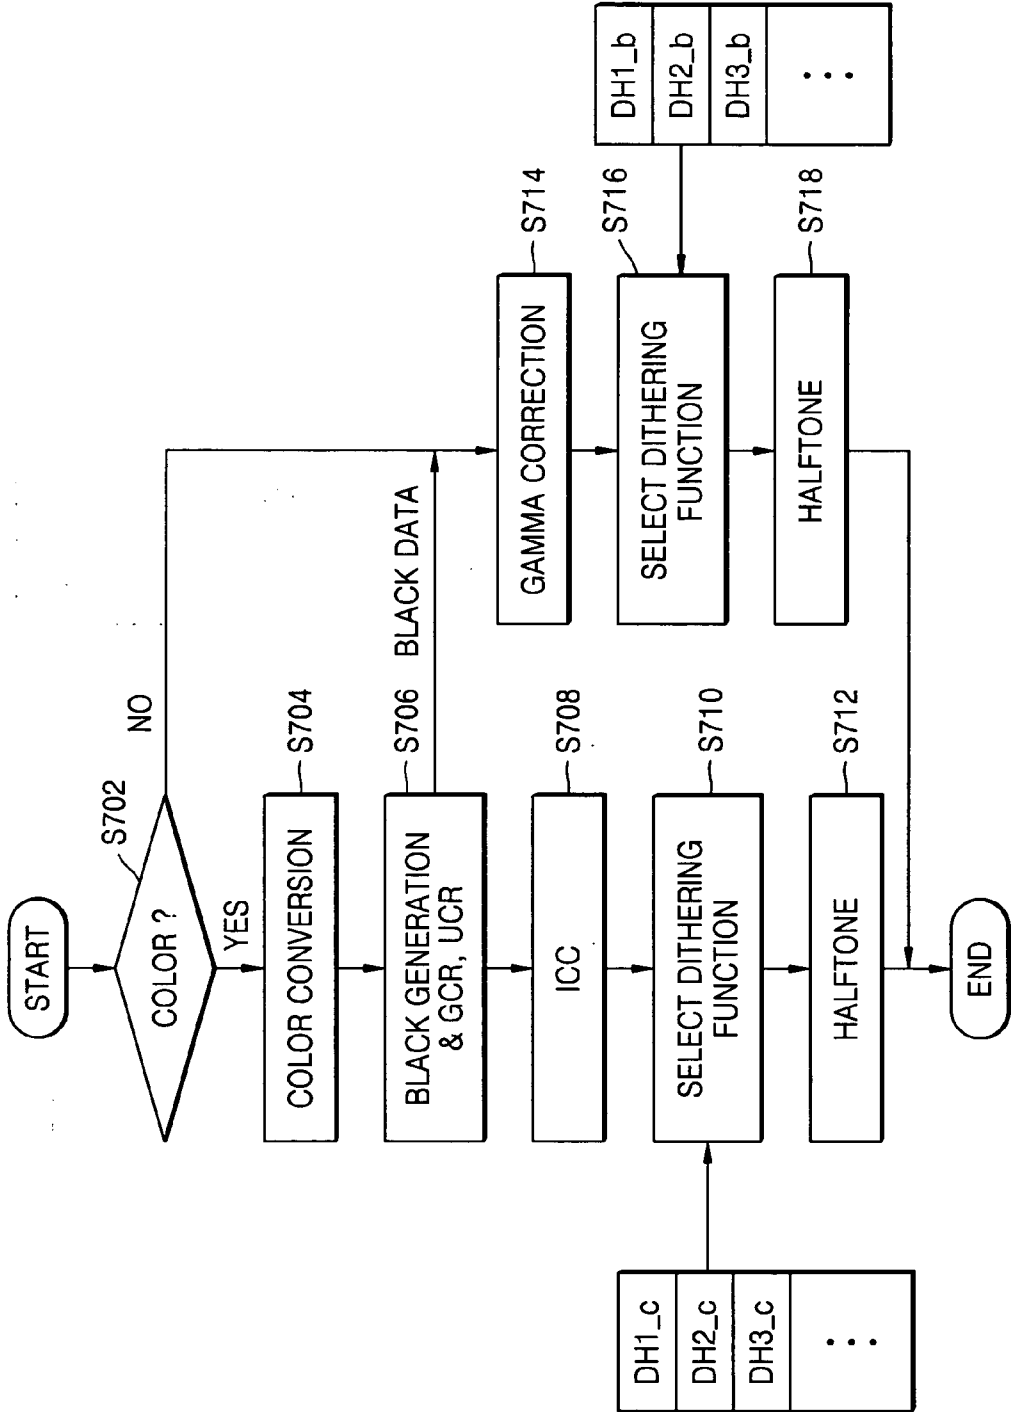 START
COLOR ?
S702
NO
YES
COLOR CONVERSION
S704
BLACK GENERATION
& GCR, UCR
S706
BLACK DATA
ICC
S708
SELECT DITHERING
FUNCTION
S710
DH1_c
DH2_c
DH3_c
...
HALFTONE
S712
GAMMA CORRECTION
S714
SELECT DITHERING
FUNCTION
S716
DH1_b
DH2_b
DH3_b
...
HALFTONE
S718
END